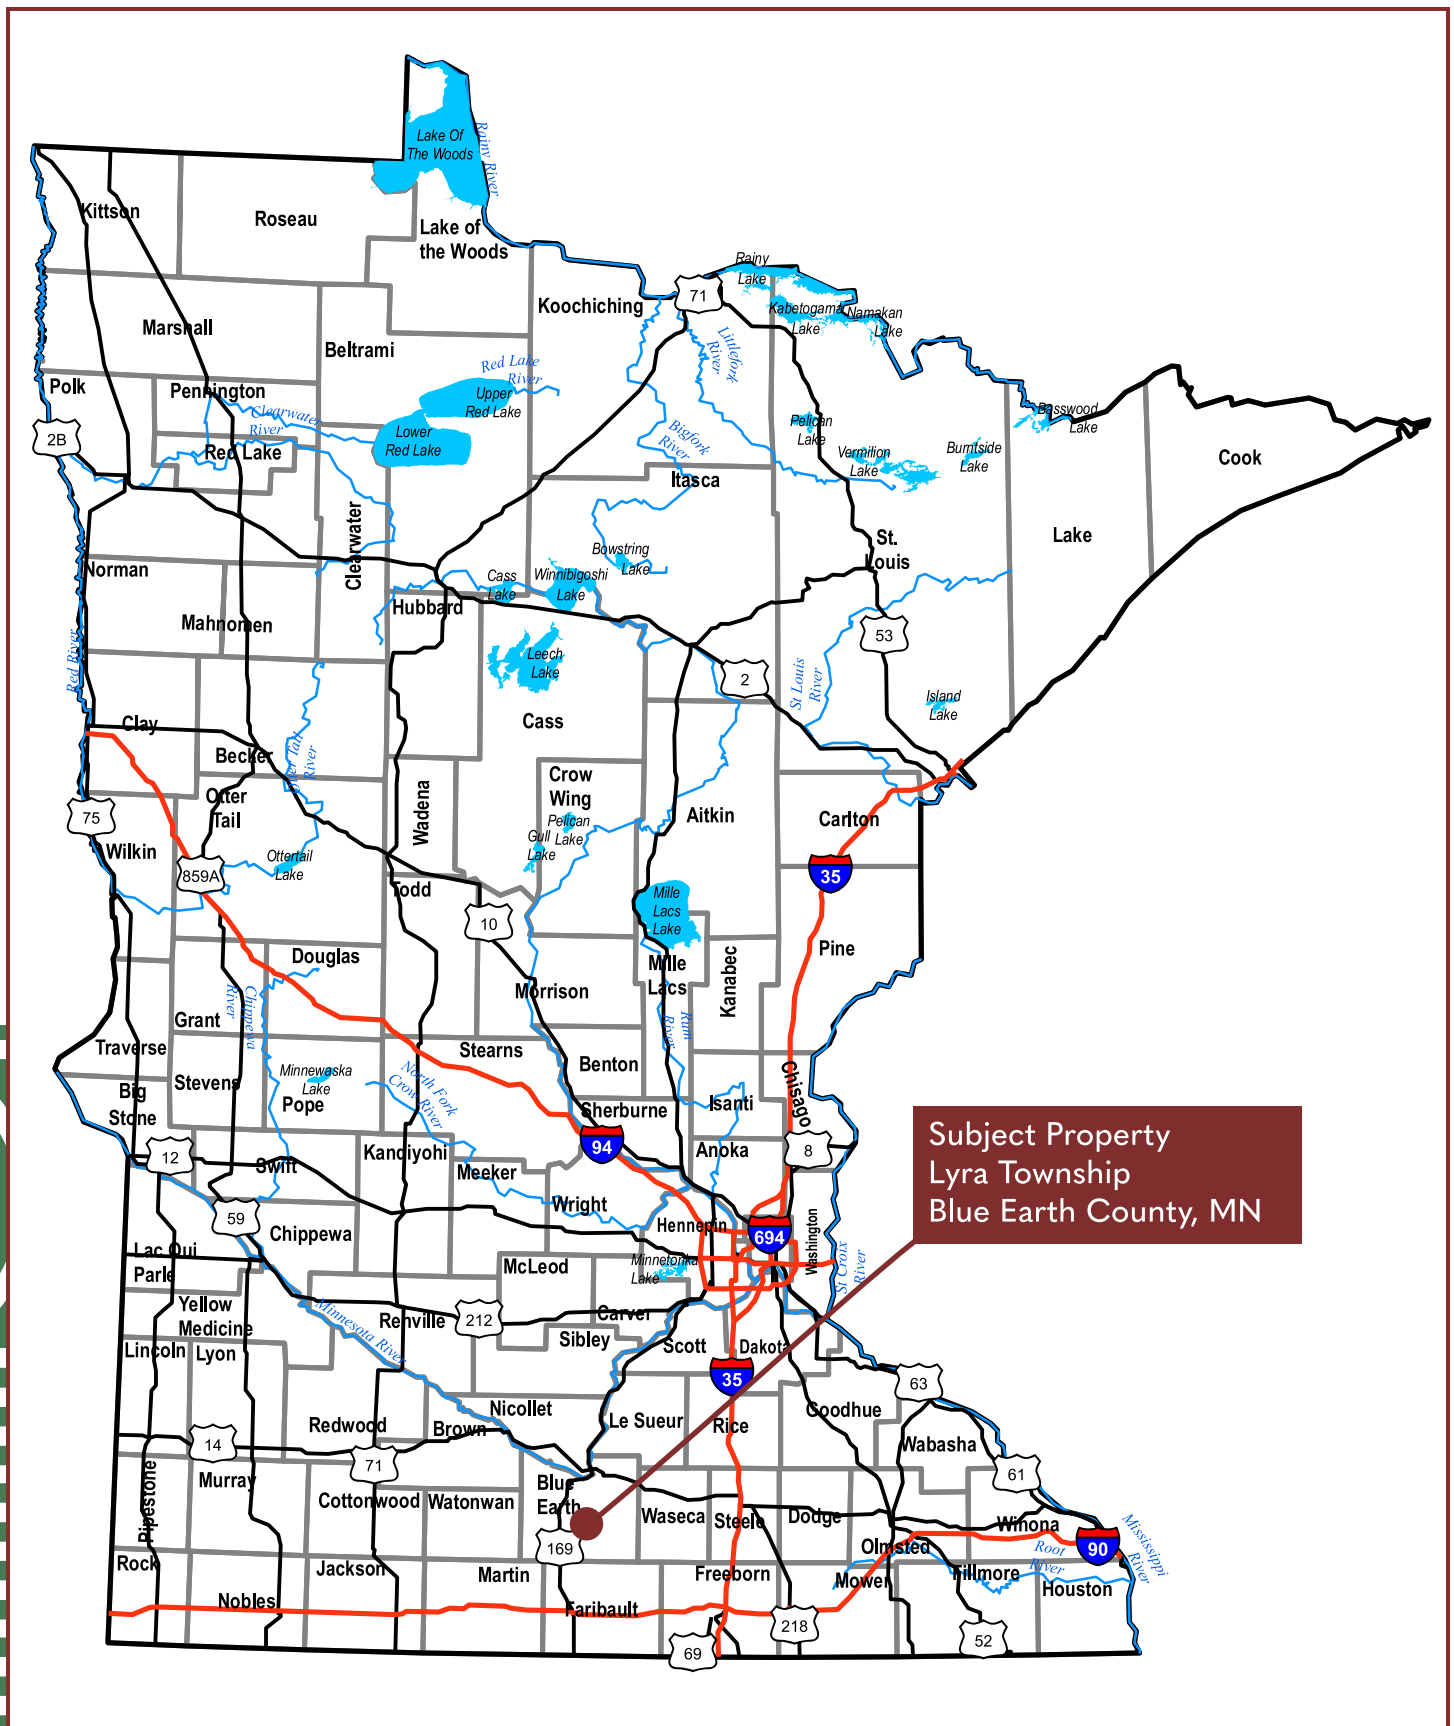 Lake Of
The Woods
Rainy River
Kittson
Roseau
Lake of
the Woods
Rainy
Lake
Koochiching
71
Kabetogama
Lake
Namakan
Lake
Marshall
Beltrami
Littlefork
River
Red Lake
River
Polk
Pennington
Upper
Red Lake
Clearwater
River
Basswood
Lake
2B
Lower
Red Lake
Bigfork
River
Pelican
Lake
Red Lake
Vermilion
Lake
Burntside
Lake
Cook
Itasca
Clearwater
St.
Louis
Lake
Bowstring
Lake
Norman
Cass
Lake
Winnibigoshi
Lake
Hubbard
Mahnomen
53
Red River
Leech
Lake
2
St Louis
River
Island
Lake
Clay
Cass
Becker
Otter Tail
River
Crow
Wing
Otter
Tail
Wadena
75
Pelican
Lake
Gull
Lake
Aitkin
Carlton
Wilkin
Ottertail
Lake
859A
35
Todd
Mille
Lacs
Lake
10
Pine
Douglas
Mille
Lacs
Kanabec
Morrison
Chippewa
River
Grant
Rum
River
Traverse
Stearns
Benton
Stevens
Minnewaska
Lake
Pope
North Fork
Crow River
Big
Stone
Chisago
Isanti
Sherburne
94
Subject Property
Lyra Township
Blue Earth County, MN
12
Swift
Kandiyohi
Meeker
Anoka
8
Wright
59
Chippewa
Hennepin
694
Washington
Lac Qui
Parle
McLeod
Minnetonka
Lake
St Croix
River
Yellow
Medicine
Minnesota River
Renville
212
Carver
Sibley
Lincoln
Lyon
Scott
Dakota
35
63
Nicollet
Le Sueur
Rice
Goodhue
Redwood
Brown
14
Wabasha
71
61
Murray
Pipestone
Cottonwood
Watonwan
Blue
Earth
Waseca
Steele
Dodge
Winona
Mississippi
River
169
Olmsted
Root
River
90
Rock
Jackson
Martin
Freeborn
Mower
Fillmore
Houston
Nobles
Faribault
218
69
52